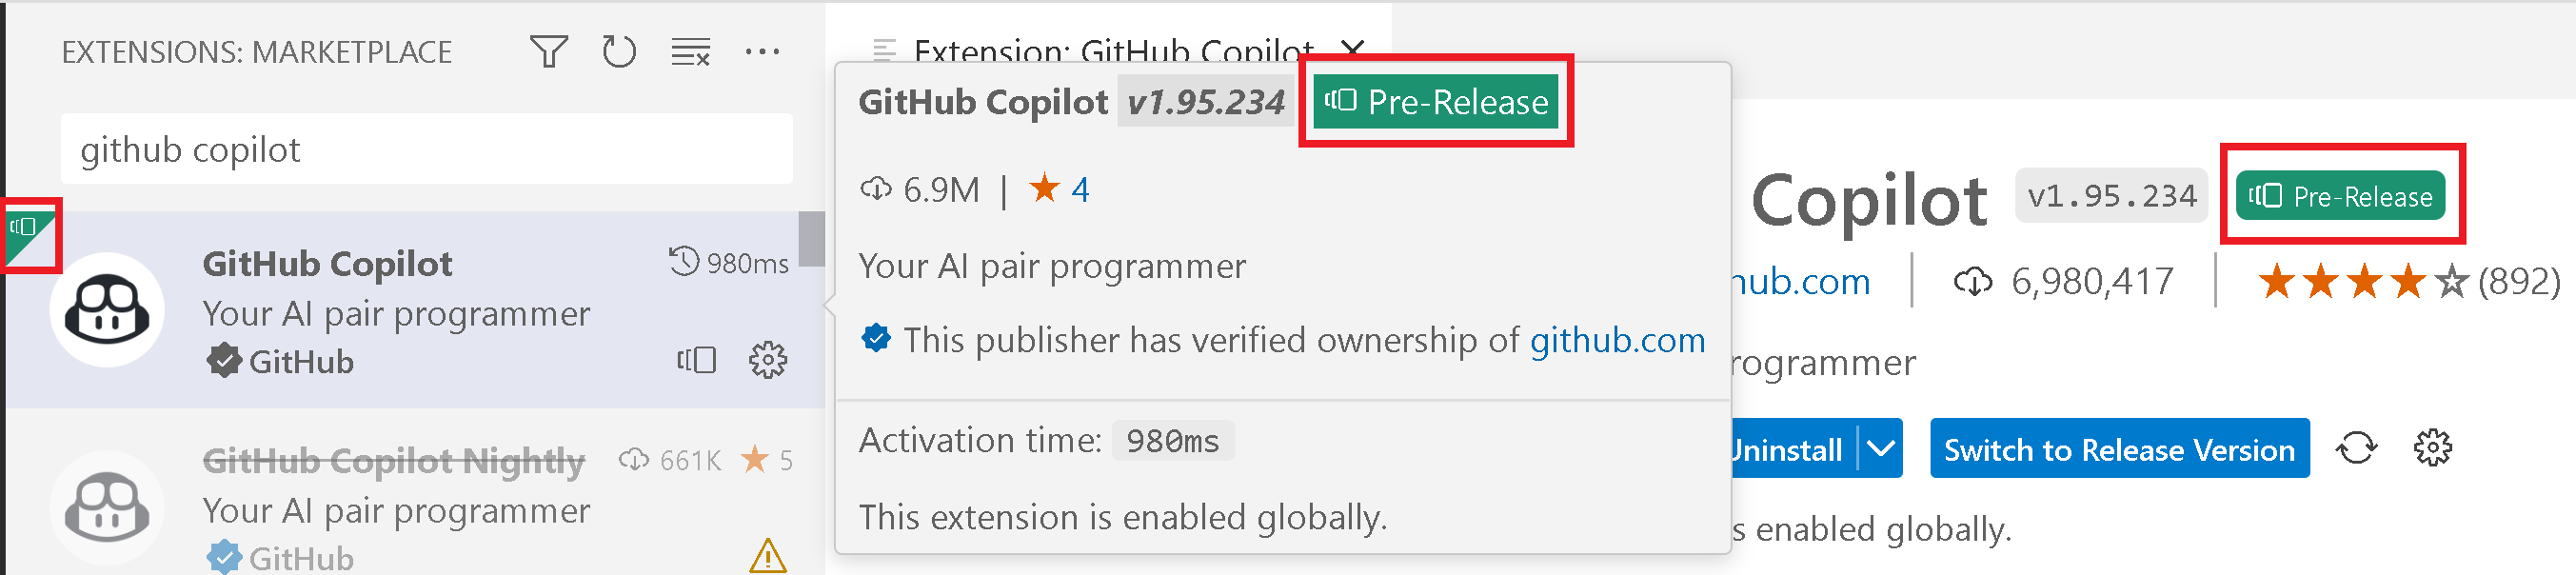 EXTENSIONS: MARKETPLACE
github copilot
GitHub Copilot 980ms
Your AI pair programmer
GitHub
GitHub Copilot Nightly 661K 5
Your AI pair programmer
GitHub
Extension: GitHub Copilot
GitHub Copilot v1.95.234 Pre-Release
6.9M | 4
Your AI pair programmer
This publisher has verified ownership of github.com
Activation time: 980ms
This extension is enabled globally.
Copilot v1.95.234 Pre-Release
hub.com 6,980,417 (892)
rogrammer
Uninstall Switch to Release Version
s enabled globally.